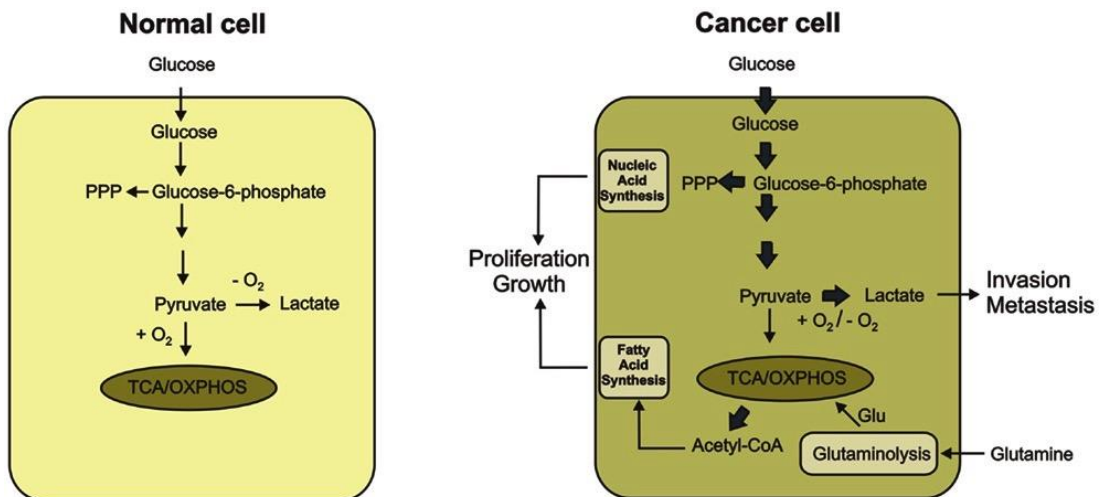 Normal cell
Glucose
Glucose
PPP
Glucose-6-phosphate
- O₂
Pyruvate
Lactate
+ O₂
TCA/OXPHOS
Cancer cell
Glucose
Glucose
Nucleic
Acid
Synthesis
PPP
Glucose-6-phosphate
Proliferation
Growth
Pyruvate
Lactate
+ O₂ / - O₂
Invasion
Metastasis
Fatty
Acid
Synthesis
TCA/OXPHOS
Glu
Acetyl-CoA
Glutaminolysis
Glutamine